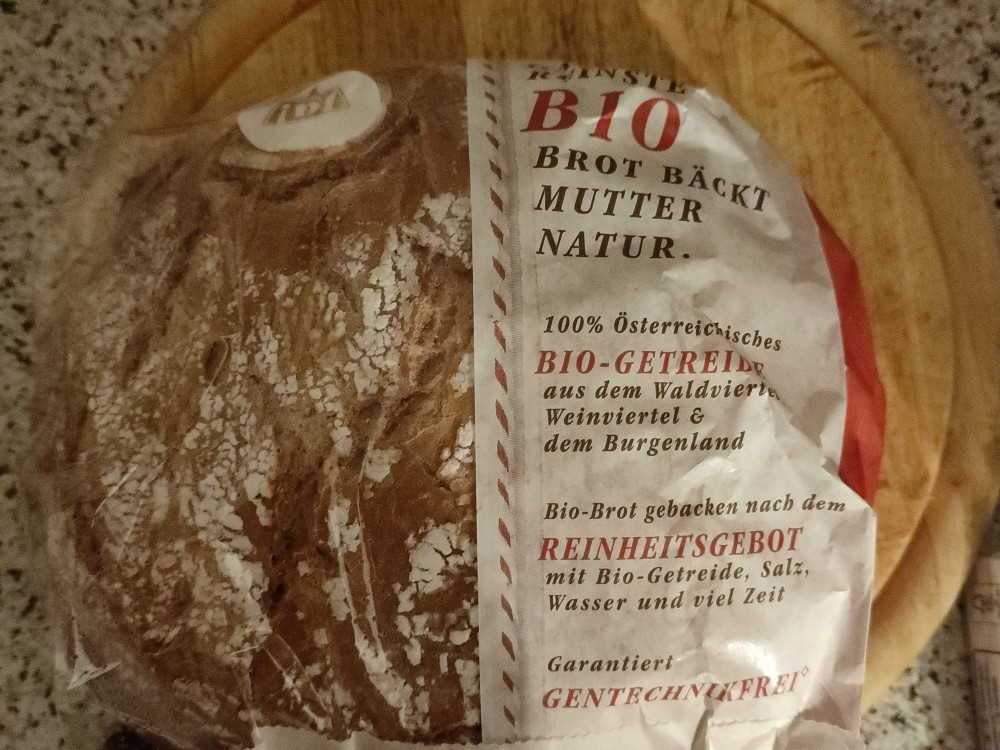 REINSTE
BIO
BROT BÄCKT
MUTTER
NATUR.
100% Österreichisches
BIO-GETREIDE
aus dem Waldviertel,
Weinviertel &
dem Burgenland
Bio-Brot gebacken nach dem
REINHEITSGEBOT
mit Bio-Getreide, Salz,
Wasser und viel Zeit
Garantiert
GENTECHNIKFREI◊